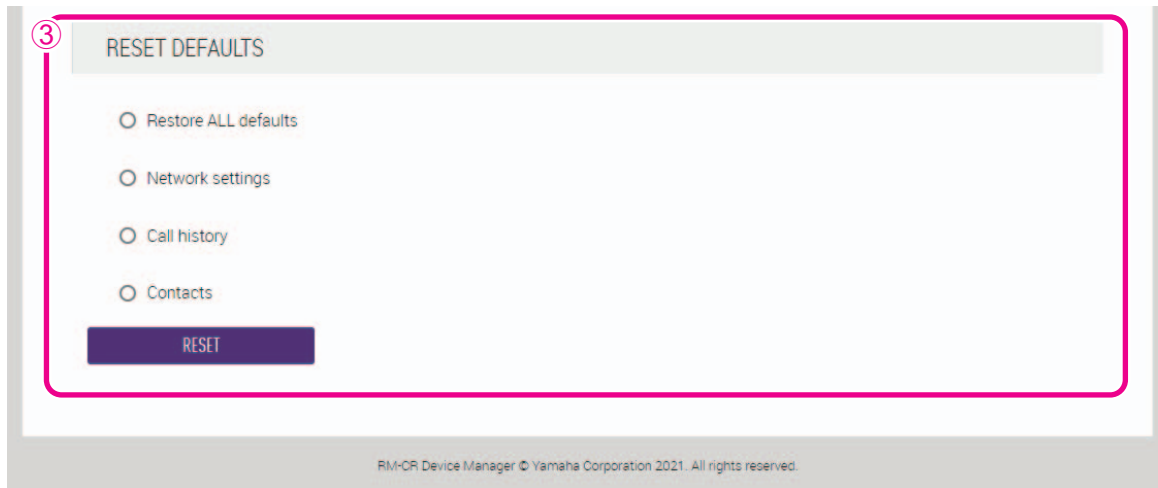 ③
RESET DEFAULTS
Restore ALL defaults
Network settings
Call history
Contacts
RESET
RM-CR Device Manager © Yamaha Corporation 2021. All rights reserved.